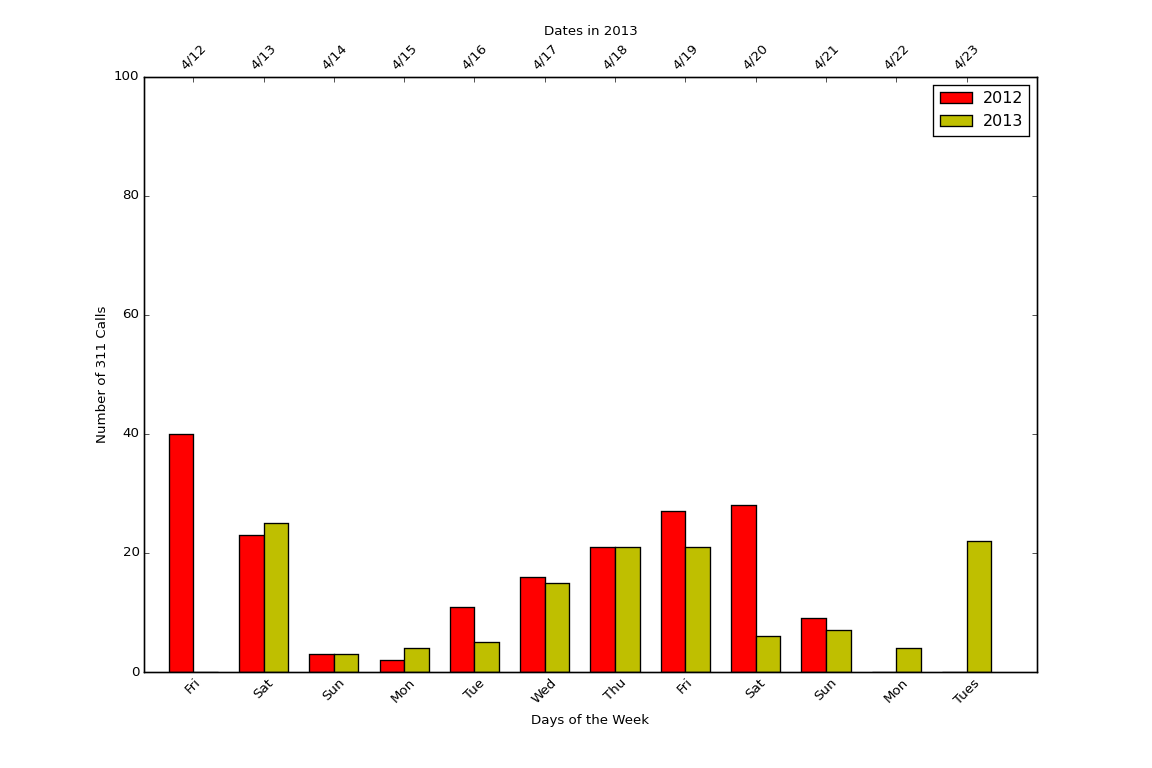 Dates in 2013
4/12 4/13 4/14 4/15 4/16 4/17 4/18 4/19 4/20 4/21 4/22 4/23
100
2012
2013
80
60
Number of 311 Calls
40
20
0
Fri Sat Sun Mon Tue Wed Thu Fri Sat Sun Mon Tues
Days of the Week